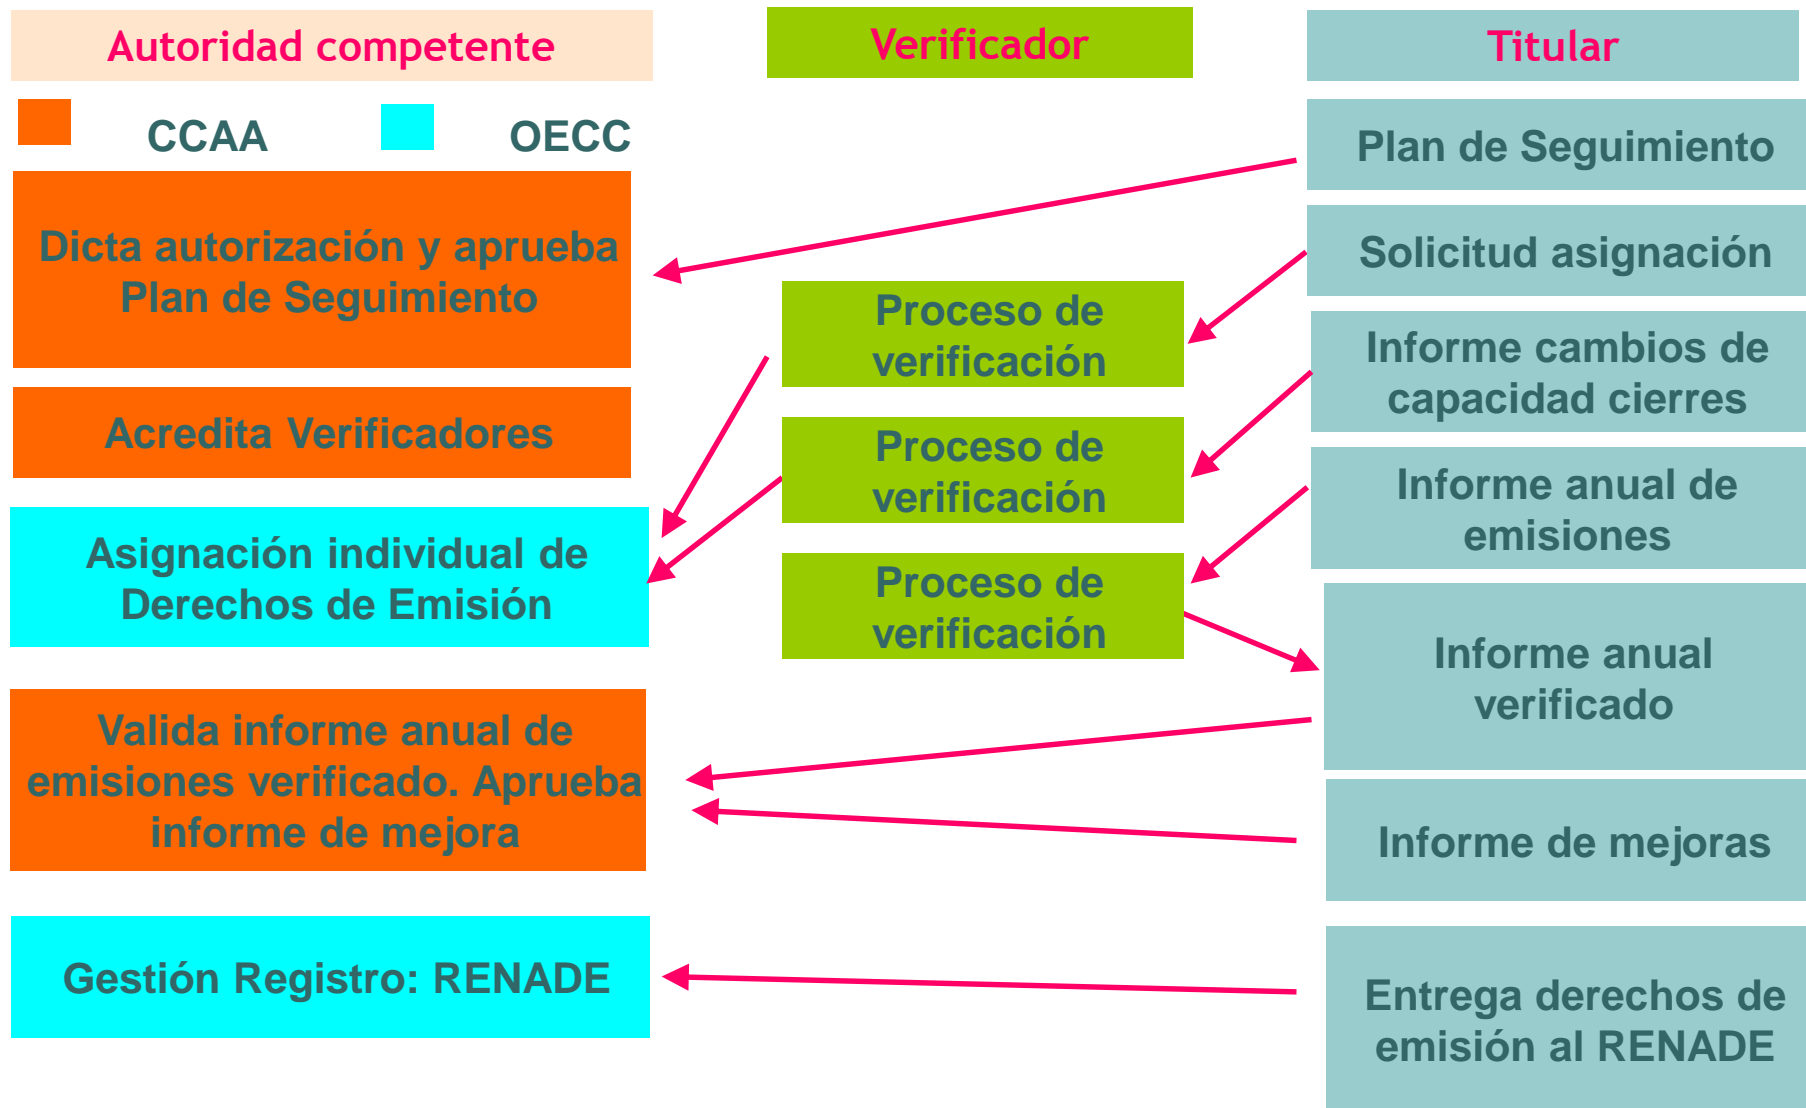 Autoridad competente
Verificador
Titular
CCAA
OECC
Dicta autorización y aprueba
Plan de Seguimiento
Acredita Verificadores
Asignación individual de
Derechos de Emisión
Valida informe anual de
emisiones verificado. Aprueba
informe de mejora
Gestión Registro: RENADE
Proceso de
verificación
Proceso de
verificación
Proceso de
verificación
Plan de Seguimiento
Solicitud asignación
Informe cambios de
capacidad cierres
Informe anual de
emisiones
Informe anual
verificado
Informe de mejoras
Entrega derechos de
emisión al RENADE